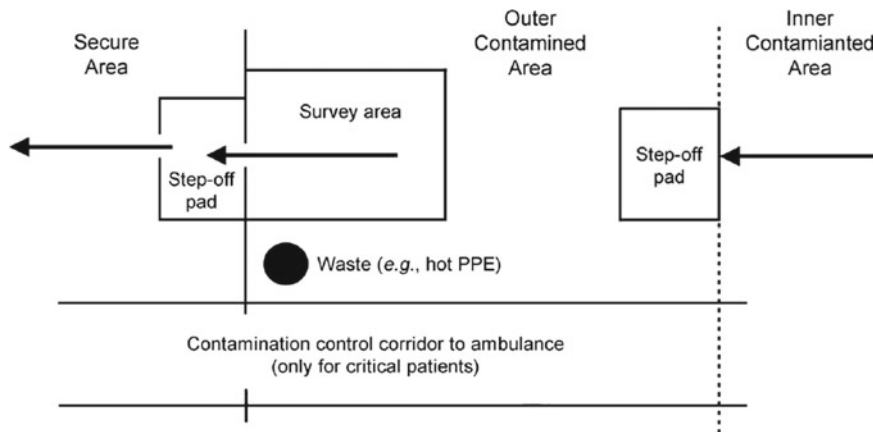 Secure
Area
Outer
Contamined
Area
Inner
Contamianted
Area
Survey area
Step-off
pad
Step-off
pad
Waste (e.g., hot PPE)
Contamination control corridor to ambulance
(only for critical patients)